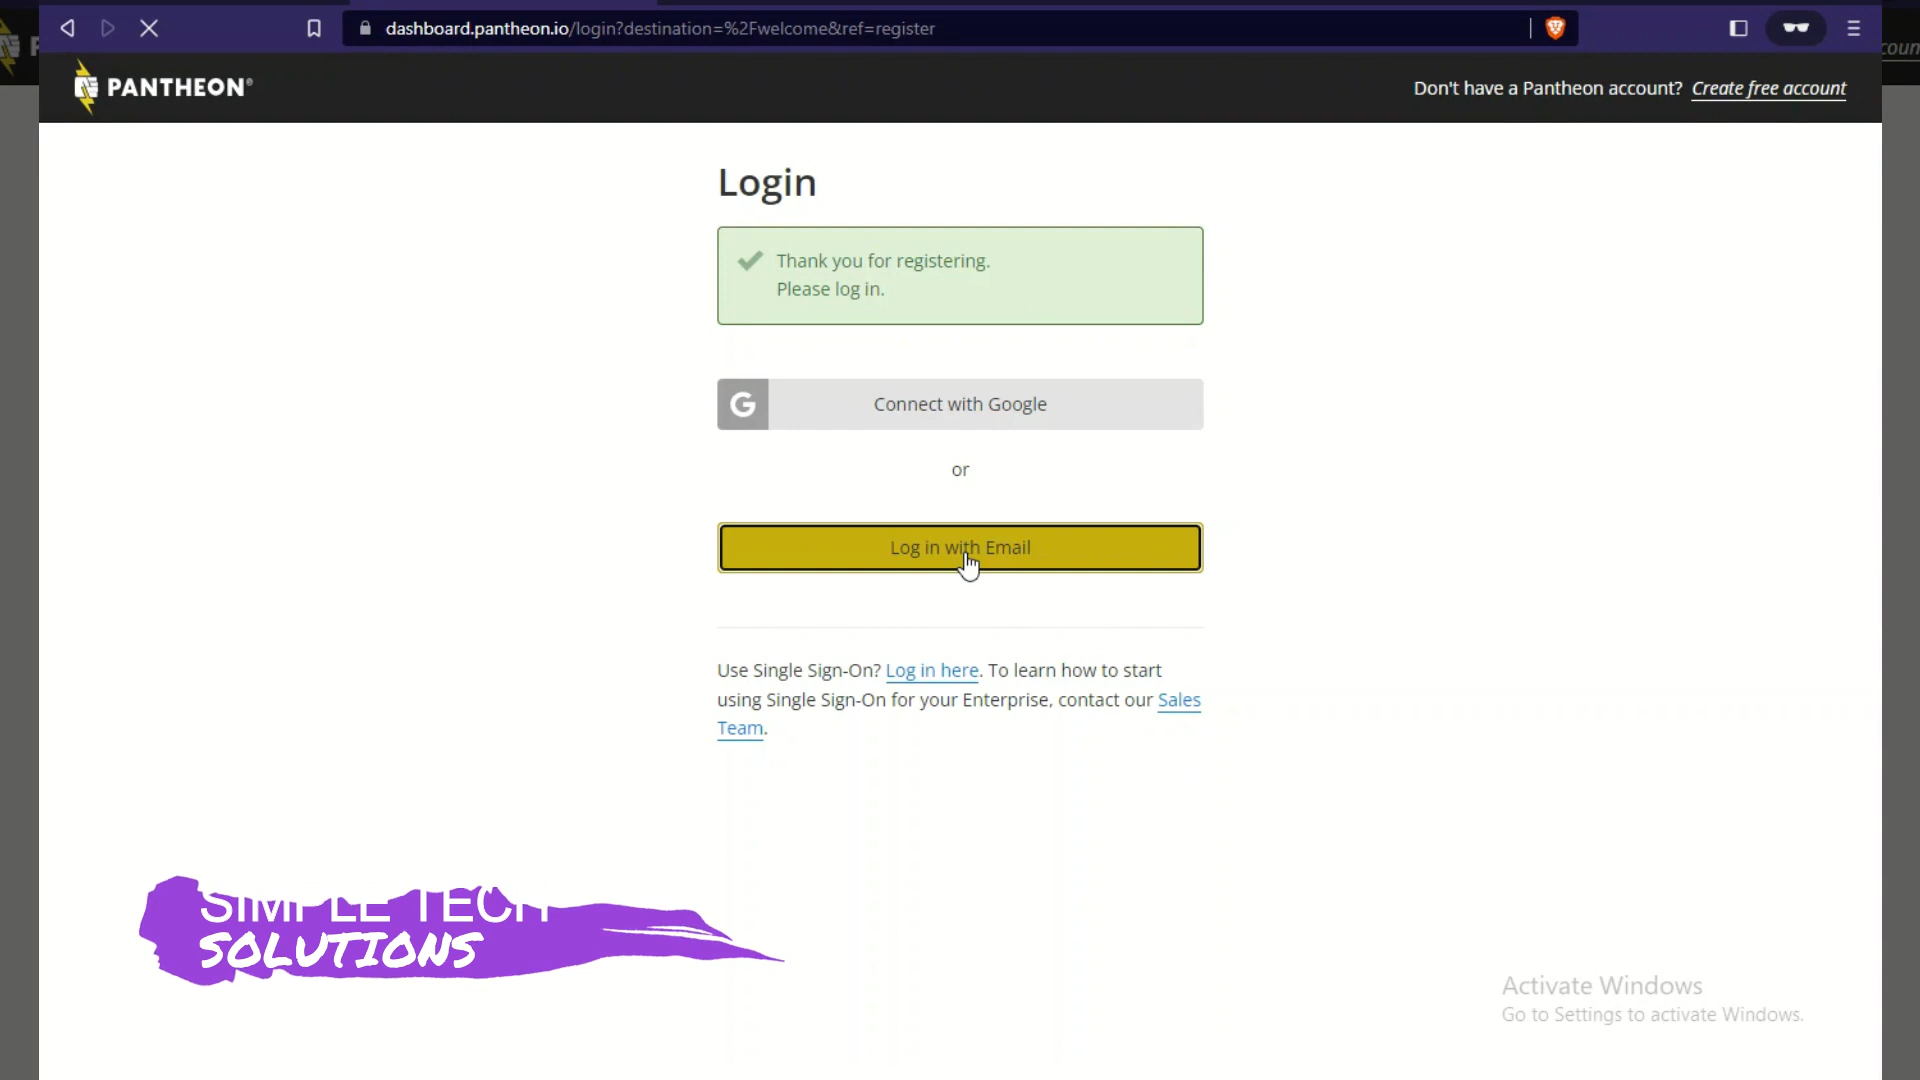 dashboard.pantheon.io/login?destination=%2Fwelcome&ref=register
PANTHEON
Don't have a Pantheon account? Create free account
Login
Thank you for registering.
Please log in.
G
Connect with Google
or
Log in with Email
Use Single Sign-On? Log in here. To learn how to start
using Single Sign-On for your Enterprise, contact our Sales
Team.
SIMPLE TECH
SOLUTIONS
Activate Windows
Go to Settings to activate Windows.